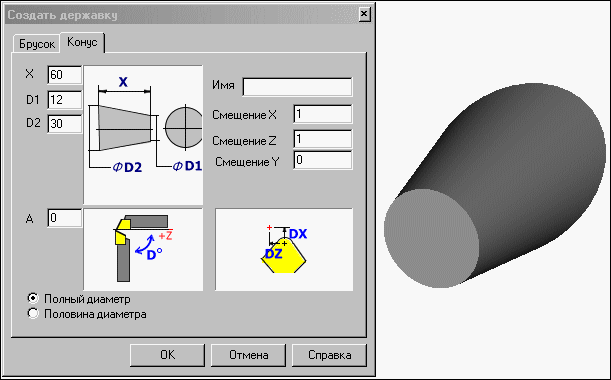 Создать державку
Брусок
Конус
X 60
D1 12
D2 30
X
ΦD2
ΦD1
Имя
Смещение X 1
Смещение Z 1
Смещение Y 0
A 0
+Z
D°
DX
DZ
Полный диаметр
Половина диаметра
OK
Отмена
Справка